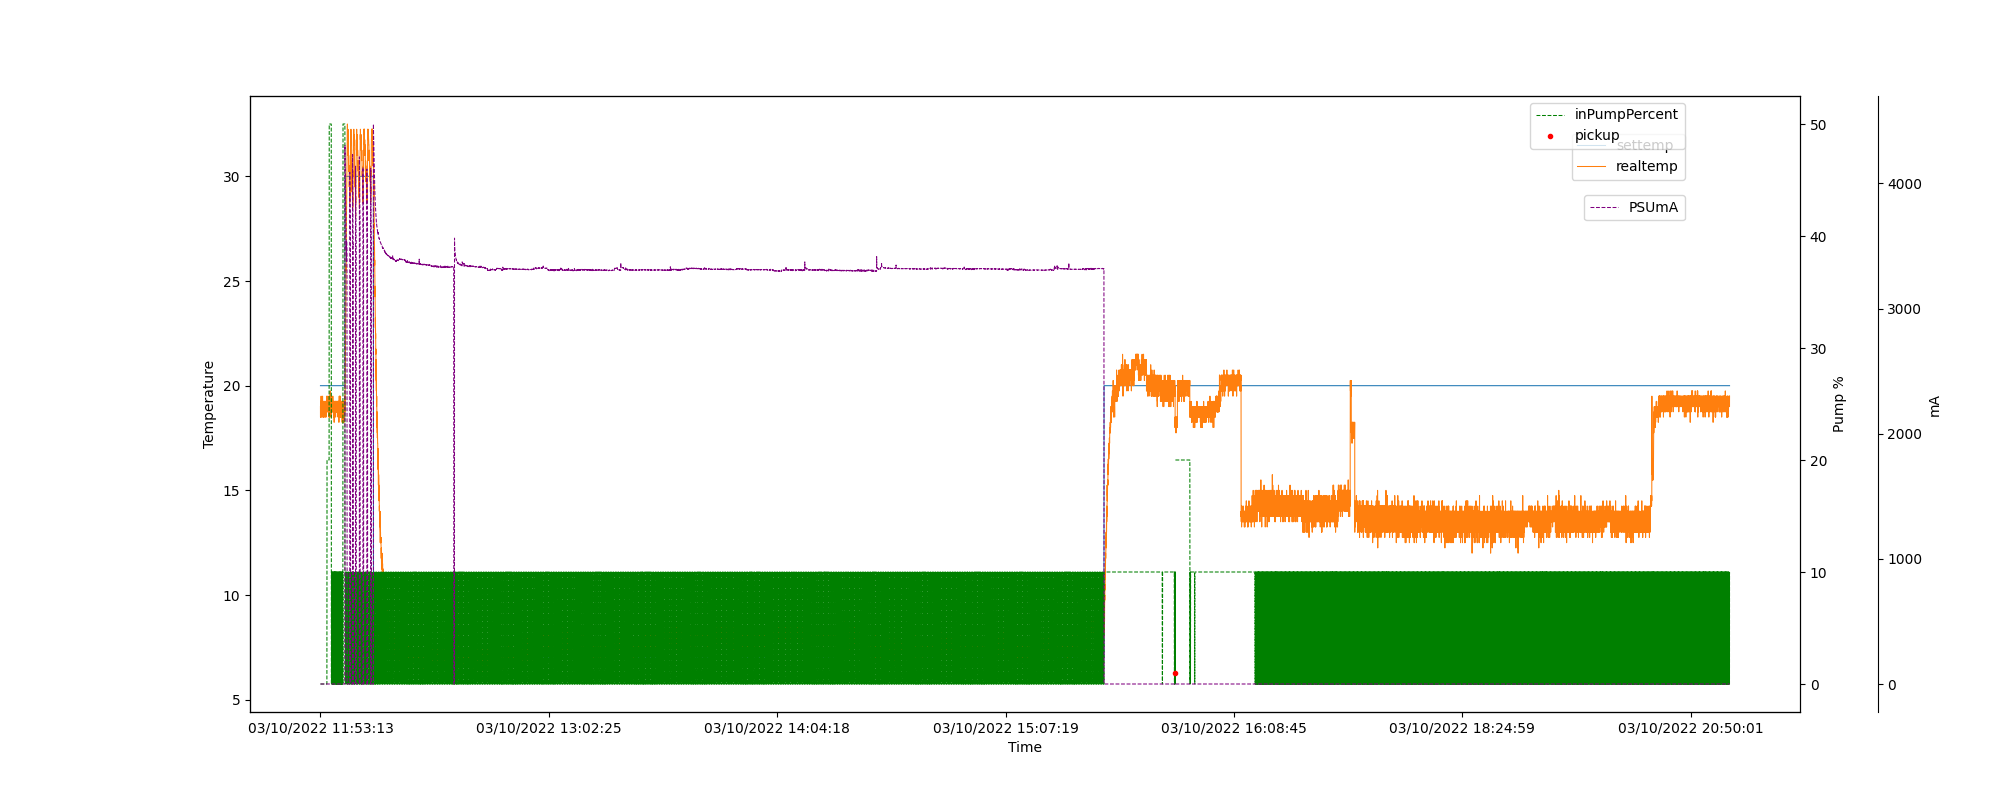 inPumpPercent
pickup
settemp
realtemp
PSUmA
30
25
20
15
10
5
Temperature
50
40
30
20
10
0
Pump %
4000
3000
2000
1000
0
mA
03/10/2022 11:53:13
03/10/2022 13:02:25
03/10/2022 14:04:18
03/10/2022 15:07:19
03/10/2022 16:08:45
03/10/2022 18:24:59
03/10/2022 20:50:01
Time